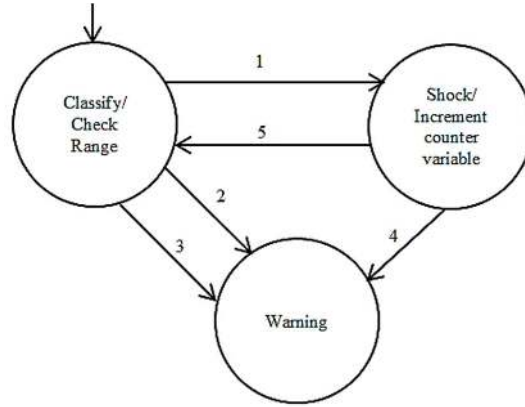 Classify/
Check
Range
1
Shock/
Increment
counter
variable
5
2
3
4
Warning